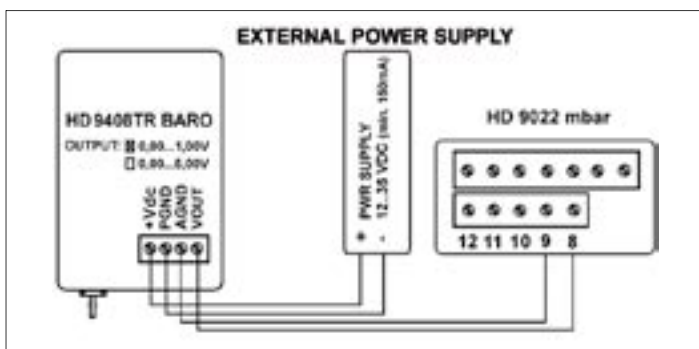 EXTERNAL POWER SUPPLY
HD 9408TR BARO
OUTPUT: 0,00...1,00V
0,00...5,00V
+Vdc
PGND
AGND
VOUT
PWR SUPPLY
12...35 VDC (min. 150mA)
+
-
HD 9022 mbar
12 11 10 9 8